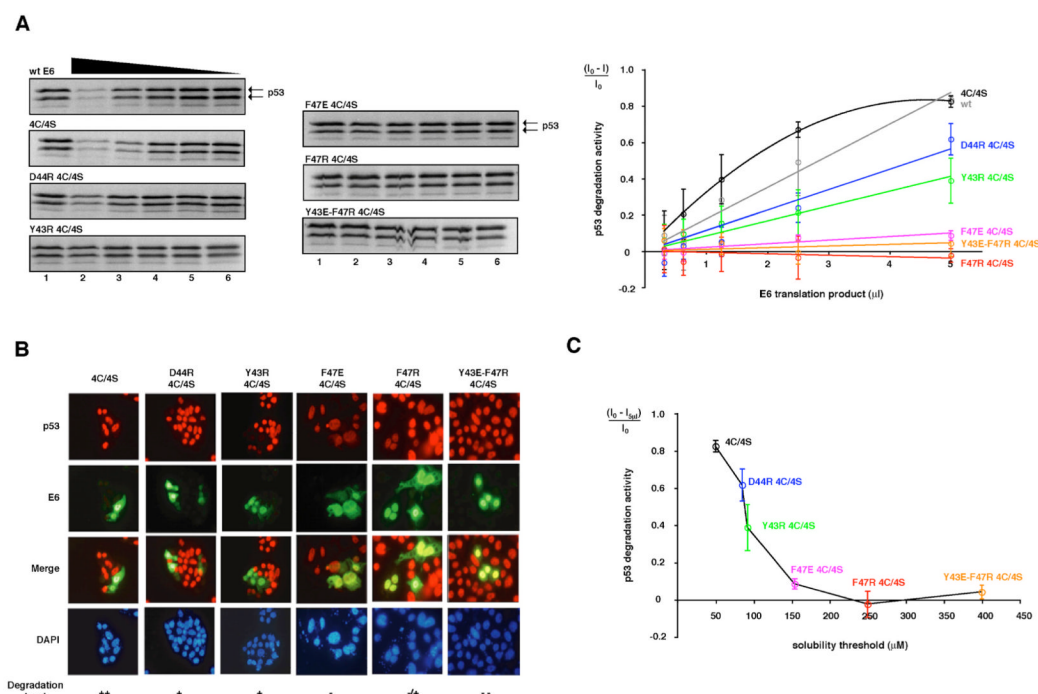 A
wt E6
p53
4C/4S
D44R 4C/4S
Y43R 4C/4S
1 2 3 4 5 6
F47E 4C/4S
p53
F47R 4C/4S
Y43E-F47R 4C/4S
1 2 3 4 5 6
(I0 - I)
I0
1.0
0.8
0.6
0.4
0.2
0
-0.2
p53 degradation activity
1 2 3 4 5
E6 translation product (μl)
4C/4S
wt
D44R 4C/4S
Y43R 4C/4S
F47E 4C/4S
Y43E-F47R 4C/4S
F47R 4C/4S
B
4C/4S
D44R 4C/4S
Y43R 4C/4S
F47E 4C/4S
F47R 4C/4S
Y43E-F47R 4C/4S
p53
E6
Merge
DAPI
Degradation
++ + + - -/+ --
C
(I0 - I5μl)
I0
1.0
0.8
0.6
0.4
0.2
0
-0.2
p53 degradation activity
4C/4S
D44R 4C/4S
Y43R 4C/4S
F47E 4C/4S
F47R 4C/4S
Y43E-F47R 4C/4S
50 100 150 200 250 300 350 400 450
solubility threshold (μM)